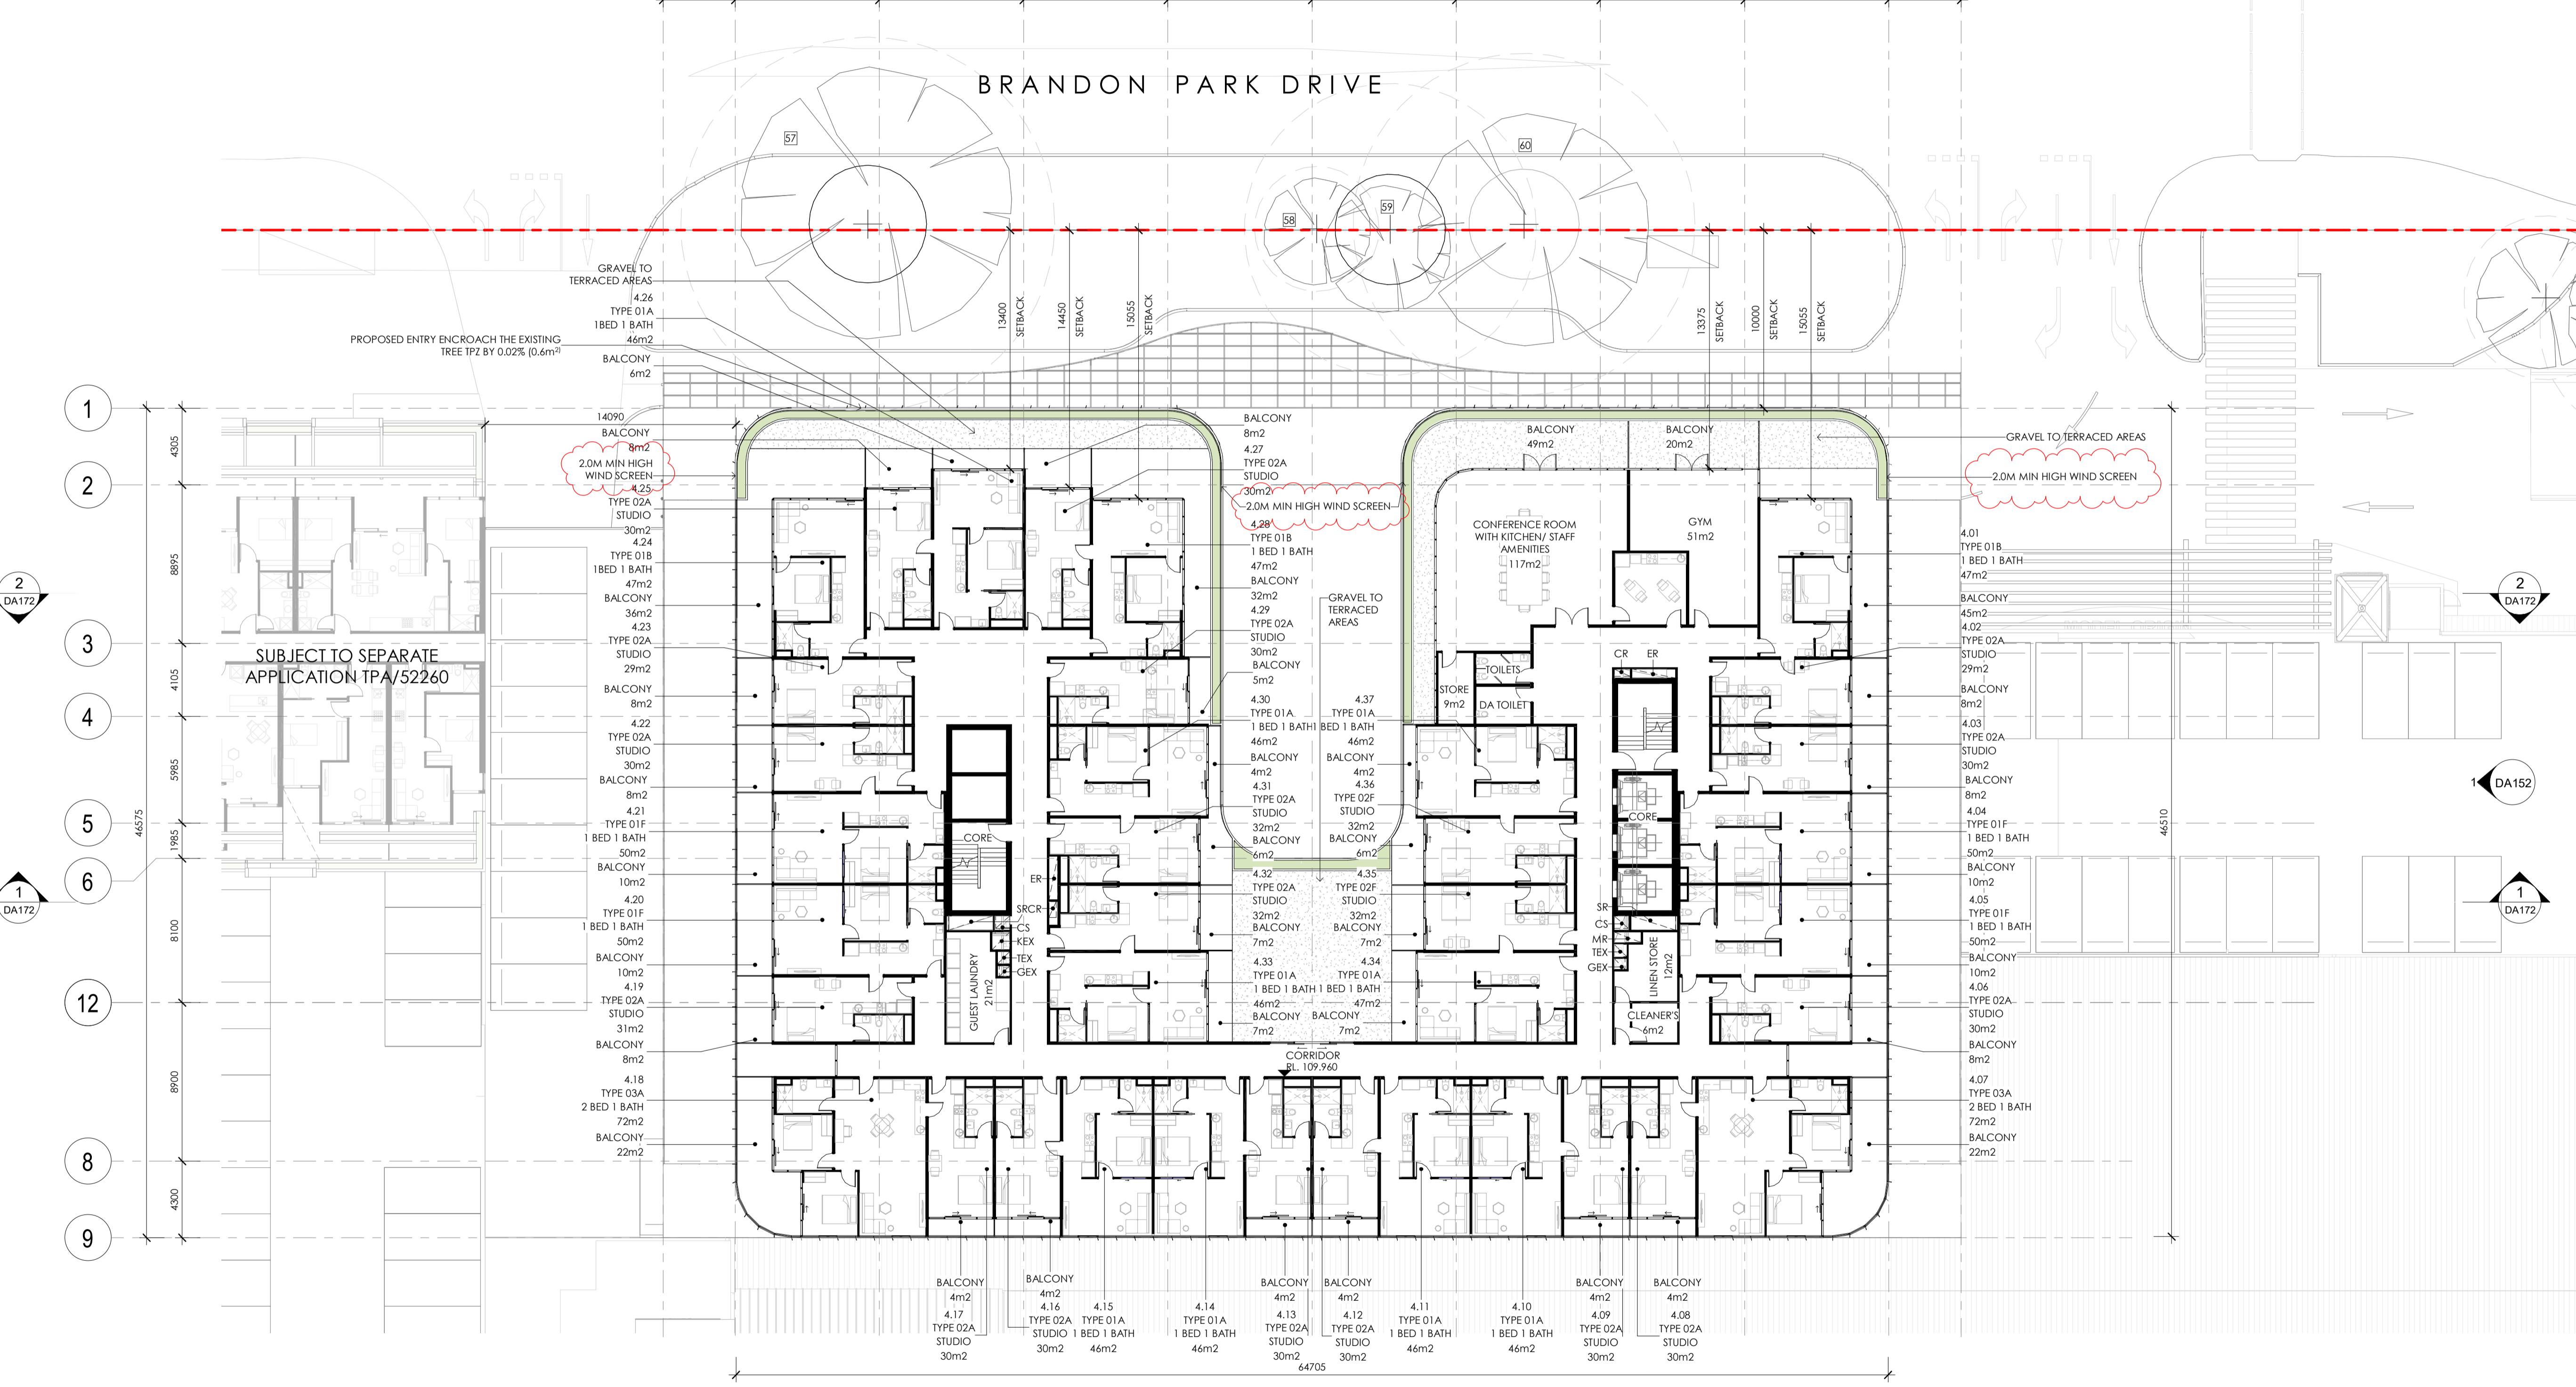 BRANDON PARK DRIVE
57
58
59
60
GRAVEL TO
TERRACED AREAS
4.26
TYPE 01A
1BED 1 BATH
46m2
BALCONY
6m2
PROPOSED ENTRY ENCROACH THE EXISTING
TREE TPZ BY 0.02% (0.6m²)
13400
SETBACK
14450
SETBACK
15055
SETBACK
13375
SETBACK
10000
SETBACK
15055
SETBACK
1
2
3
4
5
6
12
8
9
4305
8895
4105
5985
1985
8100
8900
4300
46575
14090
2
DA172
1
DA172
SUBJECT TO SEPARATE
APPLICATION TPA/52260
BALCONY
8m2
2.0M MIN HIGH
WIND SCREEN
4.25
TYPE 02A
STUDIO
30m2
4.24
TYPE 01B
1BED 1 BATH
47m2
BALCONY
36m2
4.23
TYPE 02A
STUDIO
29m2
BALCONY
8m2
4.22
TYPE 02A
STUDIO
30m2
BALCONY
8m2
4.21
TYPE 01F
1 BED 1 BATH
50m2
BALCONY
10m2
4.20
TYPE 01F
1 BED 1 BATH
50m2
BALCONY
10m2
4.19
TYPE 02A
STUDIO
31m2
BALCONY
8m2
4.18
TYPE 03A
2 BED 1 BATH
72m2
BALCONY
22m2
CORE
ER
SRCR
CS
KEX
TEX
GEX
GUEST LAUNDRY
21m2
BALCONY
8m2
4.27
TYPE 02A
STUDIO
30m2
2.0M MIN HIGH WIND SCREEN
4.28
TYPE 01B
1 BED 1 BATH
47m2
BALCONY
32m2
4.29
TYPE 02A
STUDIO
30m2
BALCONY
5m2
4.30
TYPE 01A
1 BED 1 BATH
46m2
BALCONY
4m2
4.31
TYPE 02A
STUDIO
32m2
BALCONY
6m2
4.32
TYPE 02A
STUDIO
32m2
BALCONY
7m2
4.33
TYPE 01A
1 BED 1 BATH
46m2
BALCONY
7m2
GRAVEL TO
TERRACED
AREAS
4.37
TYPE 01A
1 BED 1 BATH
46m2
BALCONY
4m2
4.36
TYPE 02F
STUDIO
32m2
BALCONY
6m2
4.35
TYPE 02F
STUDIO
32m2
BALCONY
7m2
4.34
TYPE 01A
1 BED 1 BATH
47m2
BALCONY
7m2
CORRIDOR
RL. 109.960
BALCONY
49m2
BALCONY
20m2
CONFERENCE ROOM
WITH KITCHEN/ STAFF
AMENITIES
117m2
GYM
51m2
TOILETS
STORE
9m2
DA TOILET
CR
ER
CORE
SR
CS
MR
TEX
GEX
LINEN STORE
12m2
CLEANER'S
6m2
GRAVEL TO TERRACED AREAS
2.0M MIN HIGH WIND SCREEN
4.01
TYPE 01B
1 BED 1 BATH
47m2
BALCONY
45m2
4.02
TYPE 02A
STUDIO
29m2
BALCONY
8m2
4.03
TYPE 02A
STUDIO
30m2
BALCONY
8m2
4.04
TYPE 01F
1 BED 1 BATH
50m2
BALCONY
10m2
4.05
TYPE 01F
1 BED 1 BATH
50m2
BALCONY
10m2
4.06
TYPE 02A
STUDIO
30m2
BALCONY
8m2
4.07
TYPE 03A
2 BED 1 BATH
72m2
BALCONY
22m2
46510
2
DA172
1
DA152
1
DA172
BALCONY
4m2
4.17
TYPE 02A
STUDIO
30m2
BALCONY
4m2
4.16
TYPE 02A
STUDIO
30m2
4.15
TYPE 01A
1 BED 1 BATH
46m2
4.14
TYPE 01A
1 BED 1 BATH
46m2
BALCONY
4m2
4.13
TYPE 02A
STUDIO
30m2
BALCONY
4m2
4.12
TYPE 02A
STUDIO
30m2
4.11
TYPE 01A
1 BED 1 BATH
46m2
4.10
TYPE 01A
1 BED 1 BATH
46m2
BALCONY
4m2
4.09
TYPE 02A
STUDIO
30m2
BALCONY
4m2
4.08
TYPE 02A
STUDIO
30m2
64705